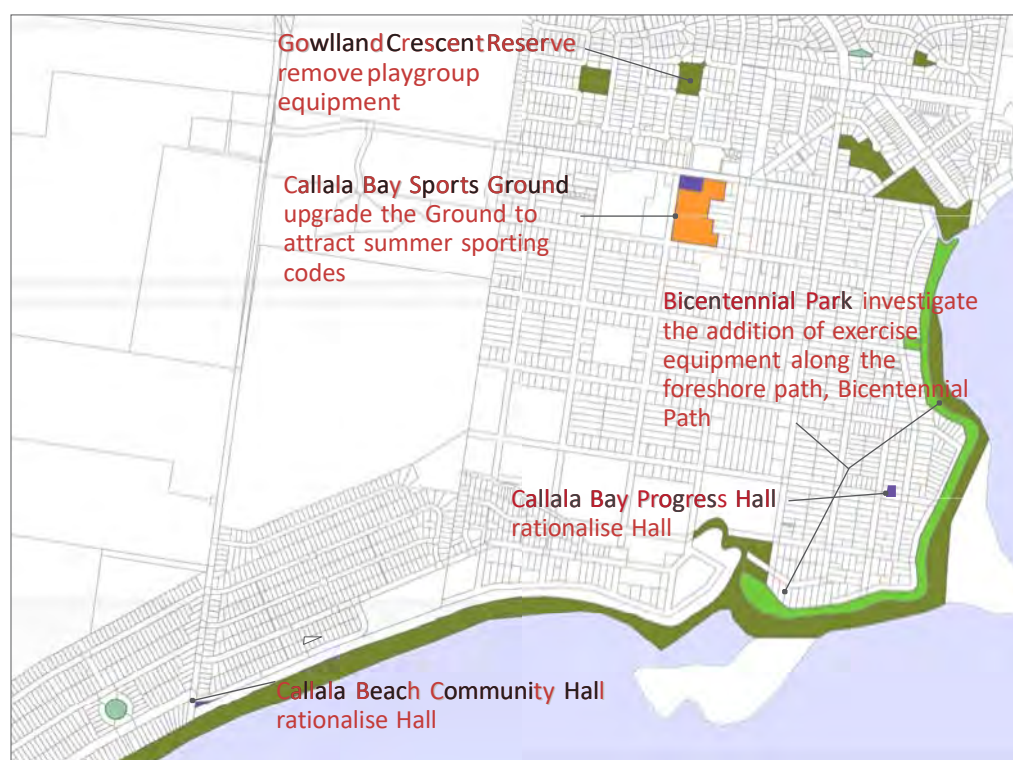 Gowlland Crescent Reserve
remove playgroup
equipment
Callala Bay Sports Ground
upgrade the Ground to
attract summer sporting
codes
Bicentennial Park investigate
the addition of exercise
equipment along the
foreshore path, Bicentennial
Path
Callala Bay Progress Hall
rationalise Hall
Callala Beach Community Hall
rationalise Hall